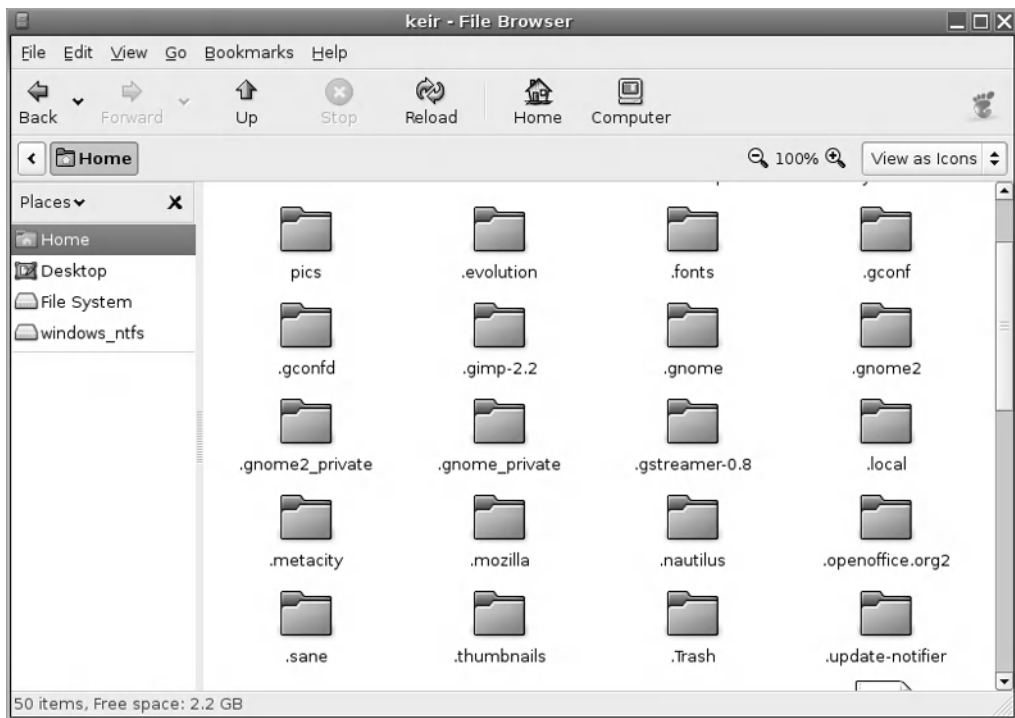 keir - File Browser
File Edit View Go Bookmarks Help
Back Forward Up Stop Reload Home Computer
Home 100% View as Icons
Places
Home
Desktop
File System
windows_ntfs
pics .evolution .fonts .gconf
.gconfd .gimp-2.2 .gnome .gnome2
.gnome2_private .gnome_private .gstreamer-0.8 .local
.metacity .mozilla .nautilus .openoffice.org2
.sane .thumbnails .Trash .update-notifier
50 items, Free space: 2.2 GB